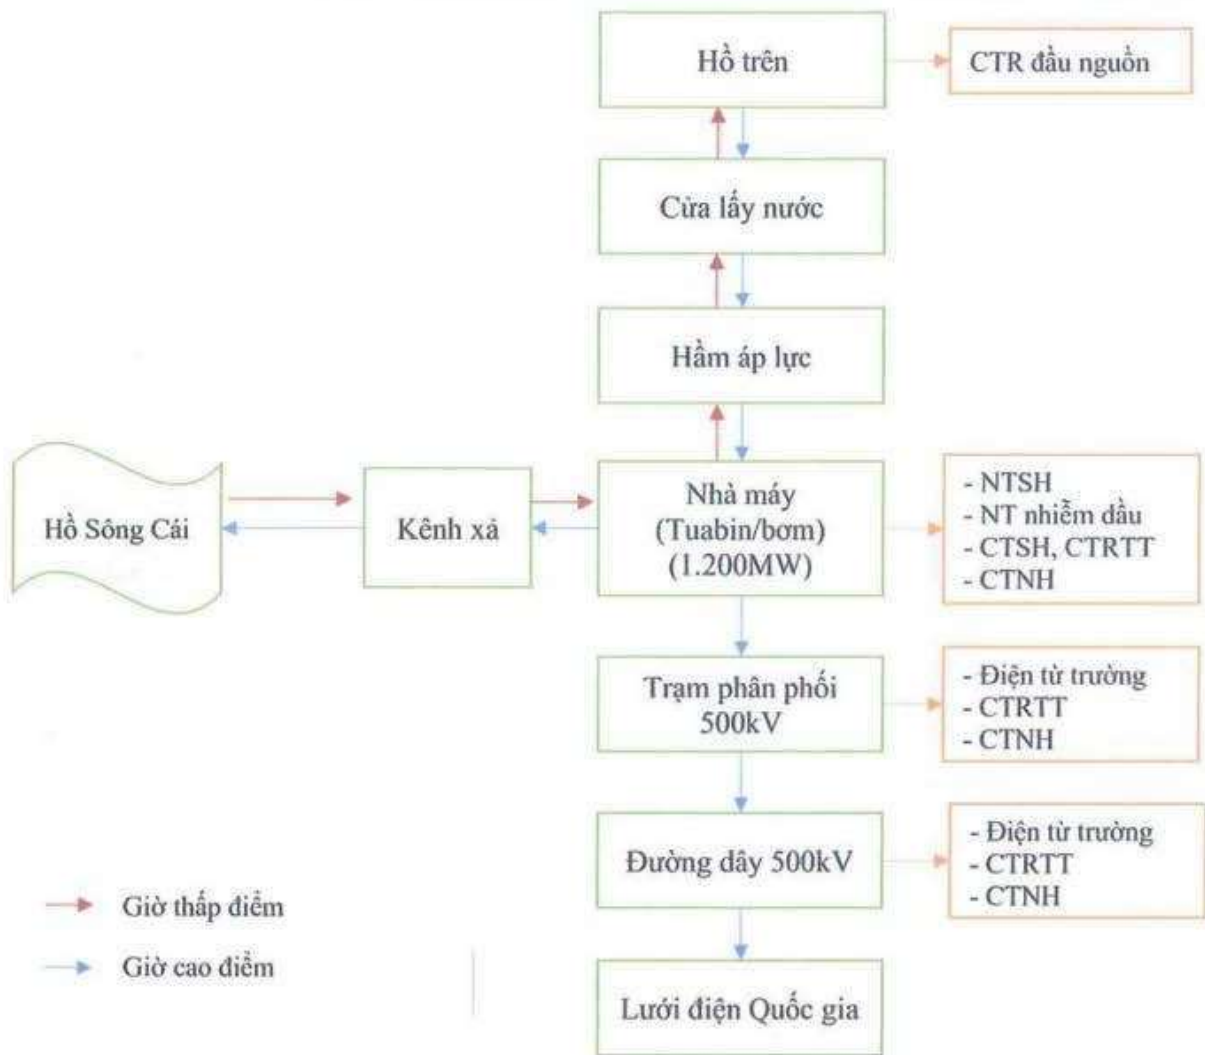 Hồ trên
CTR đầu nguồn
Cửa lấy nước
Hầm áp lực
Hồ Sông Cái
Kênh xả
Nhà máy
(Tuabin/bơm)
(1.200MW)
- NTSH
- NT nhiễm dầu
- CTSH, CTRTT
- CTNH
Trạm phân phối
500kV
- Điện từ trường
- CTRTT
- CTNH
Đường dây 500kV
- Điện từ trường
- CTRTT
- CTNH
Giờ thấp điểm
Giờ cao điểm
Lưới điện Quốc gia